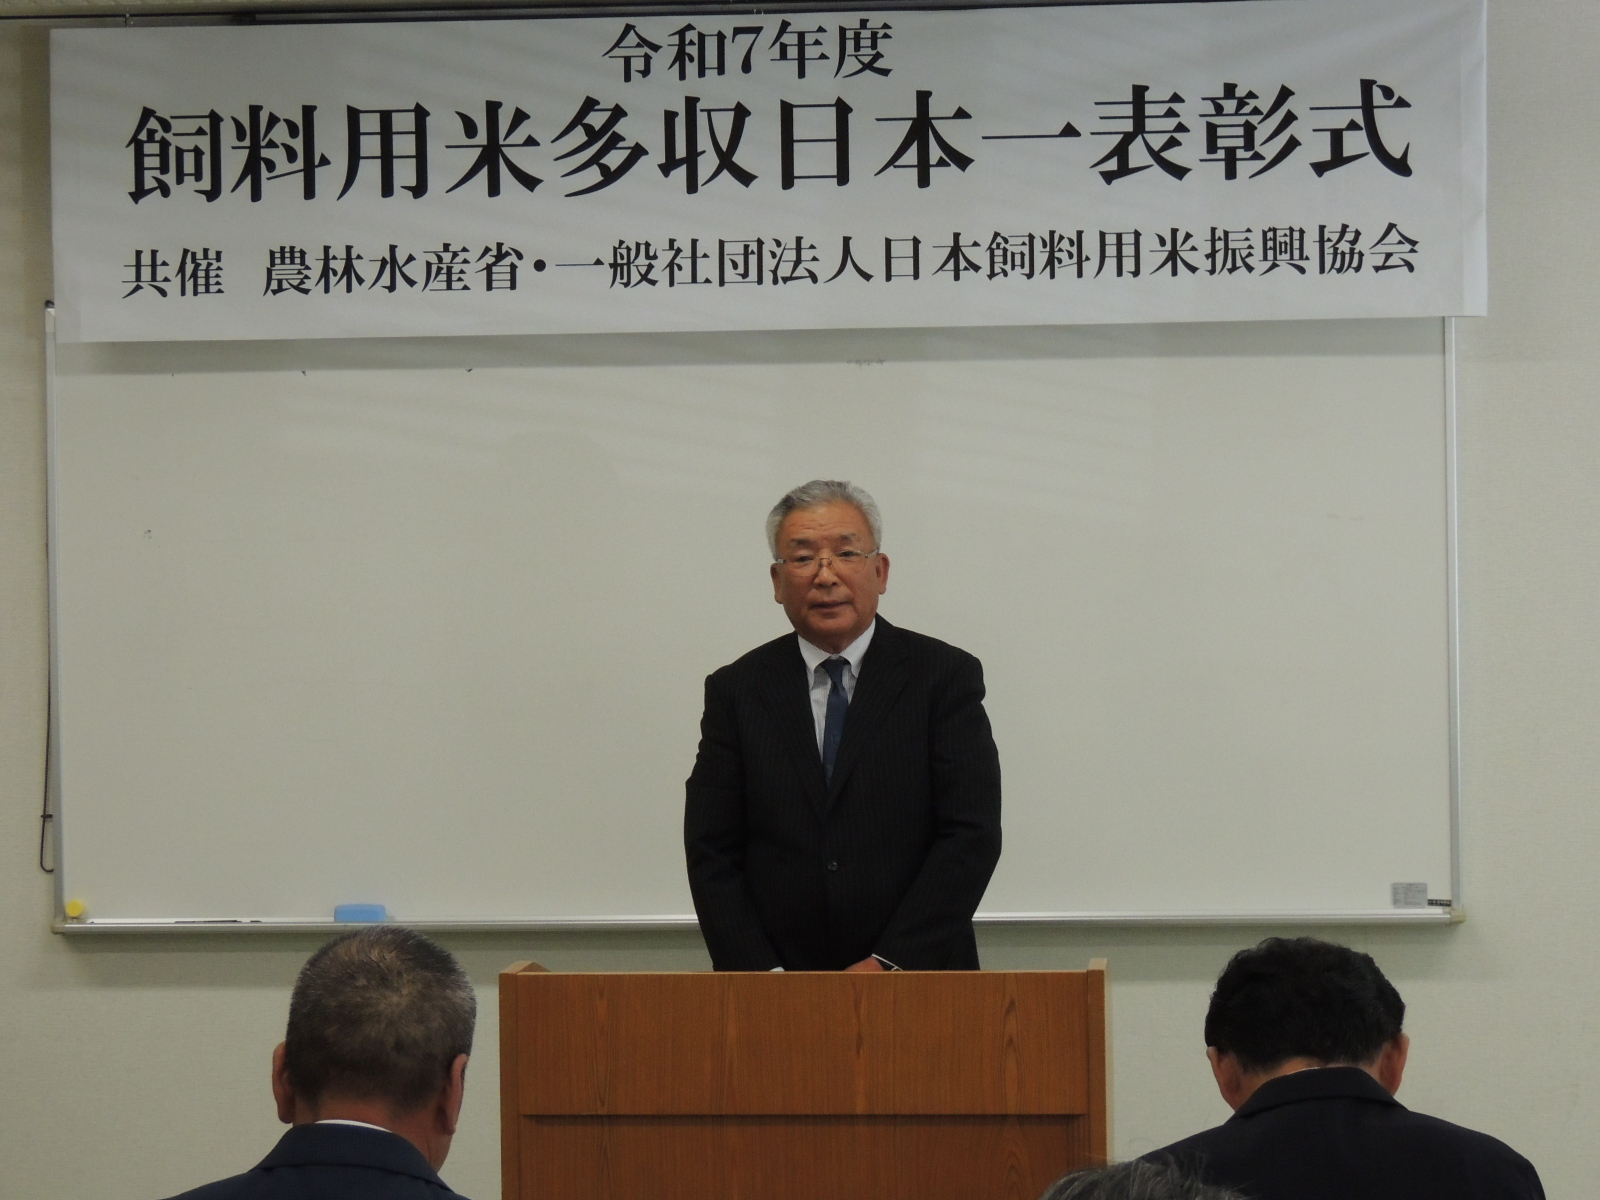 令和7年度
飼料用米多収日本一表彰式
共催 農林水産省・一般社団法人日本飼料用米振興協会